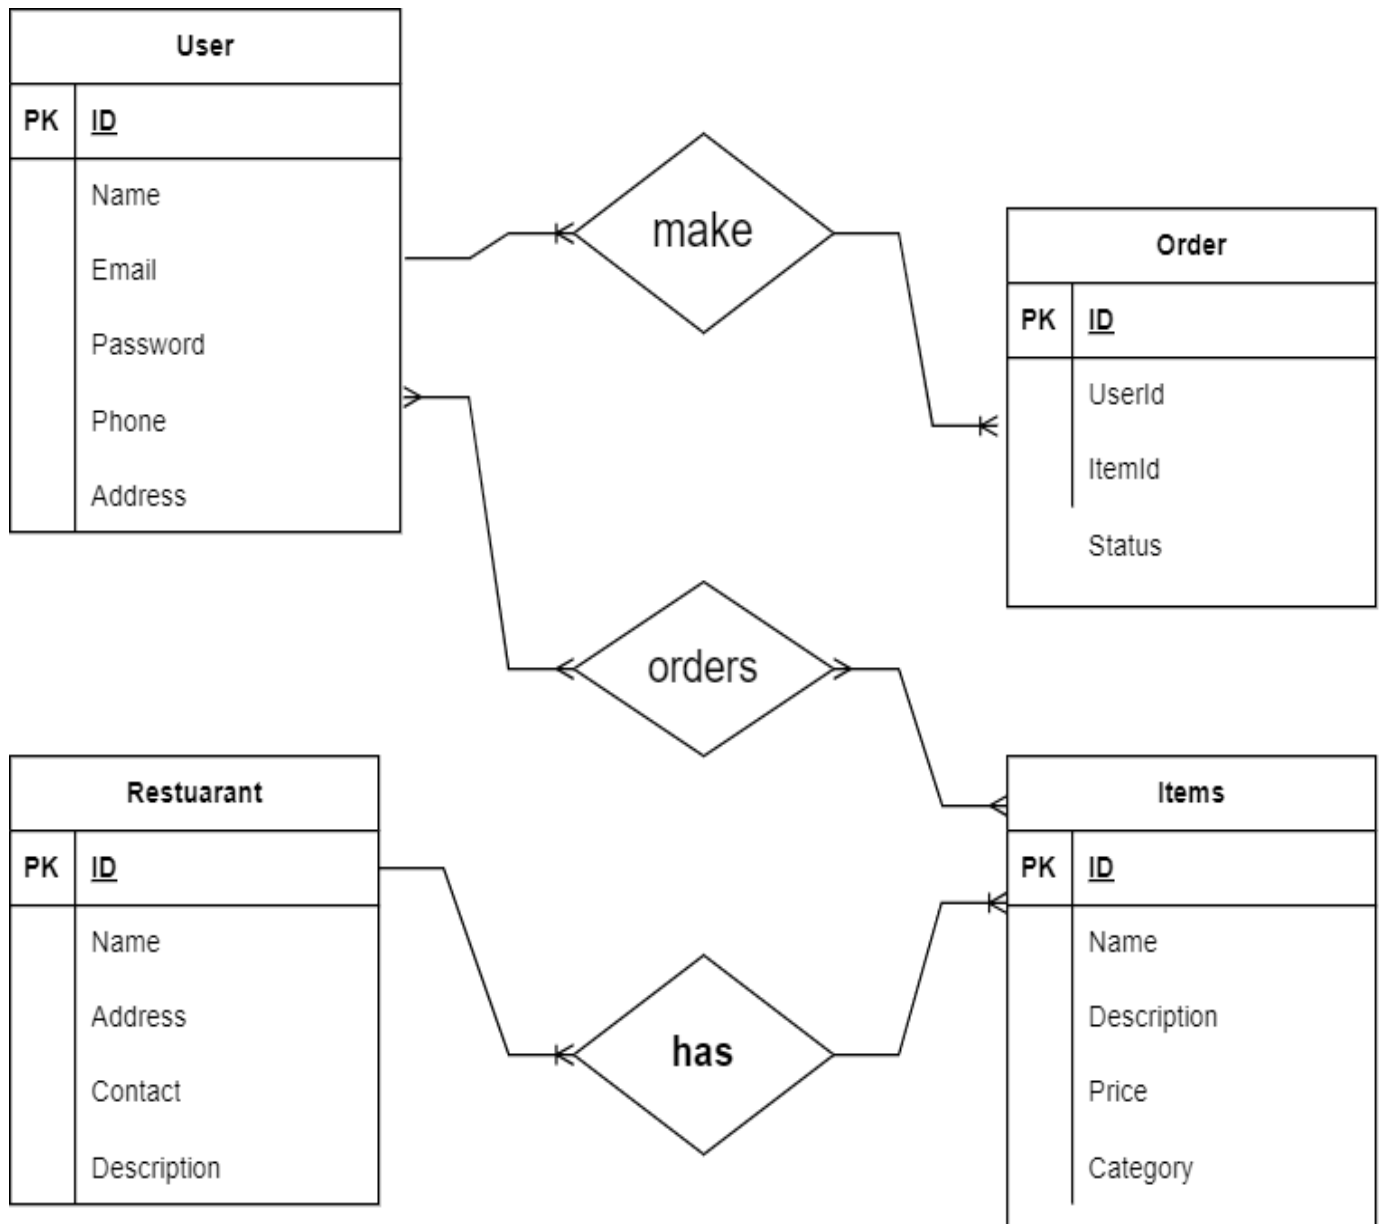 User
PK ID
Name
Email
Password
Phone
Address
make
Order
PK ID
UserId
ItemId
Status
orders
Restuarant
PK ID
Name
Address
Contact
Description
has
Items
PK ID
Name
Description
Price
Category